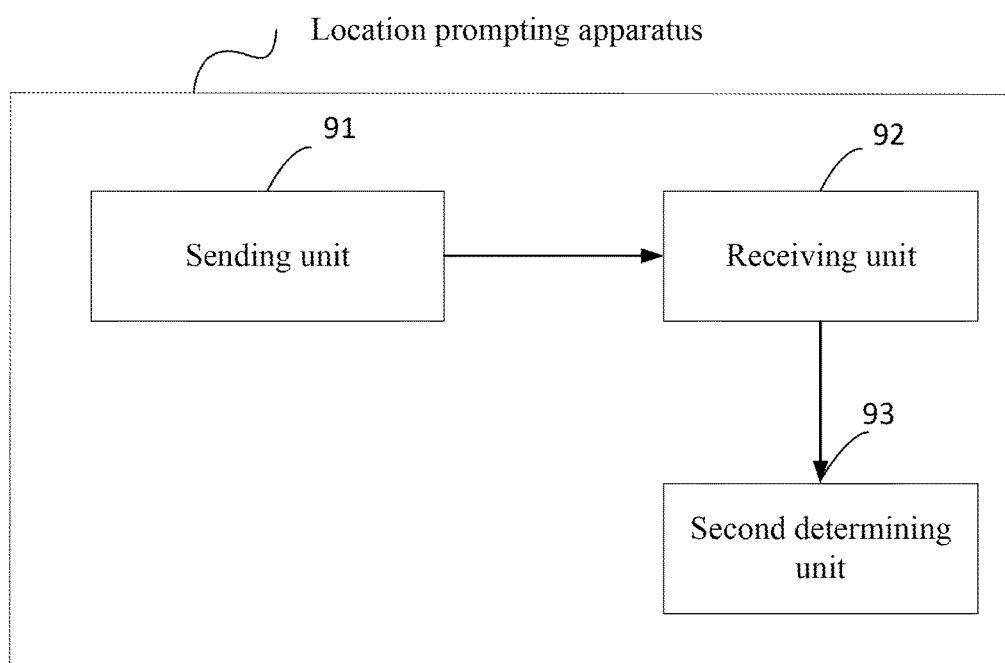 Location prompting apparatus
91
92
Sending unit
Receiving unit
93
Second determining
unit